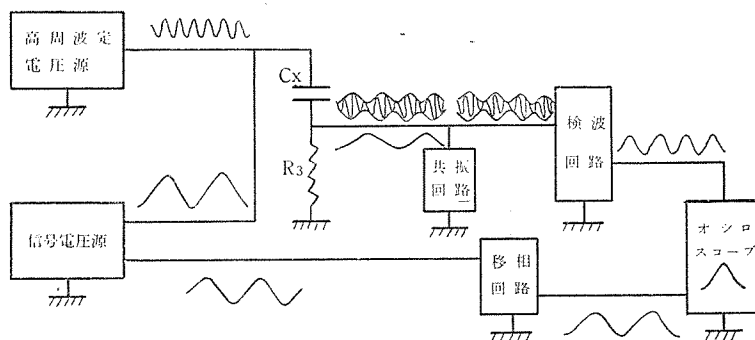 高周波定
電圧源
Cx
R3
検波
回路
共振
回路
信号電圧源
移相
回路
オシロ
スコープ